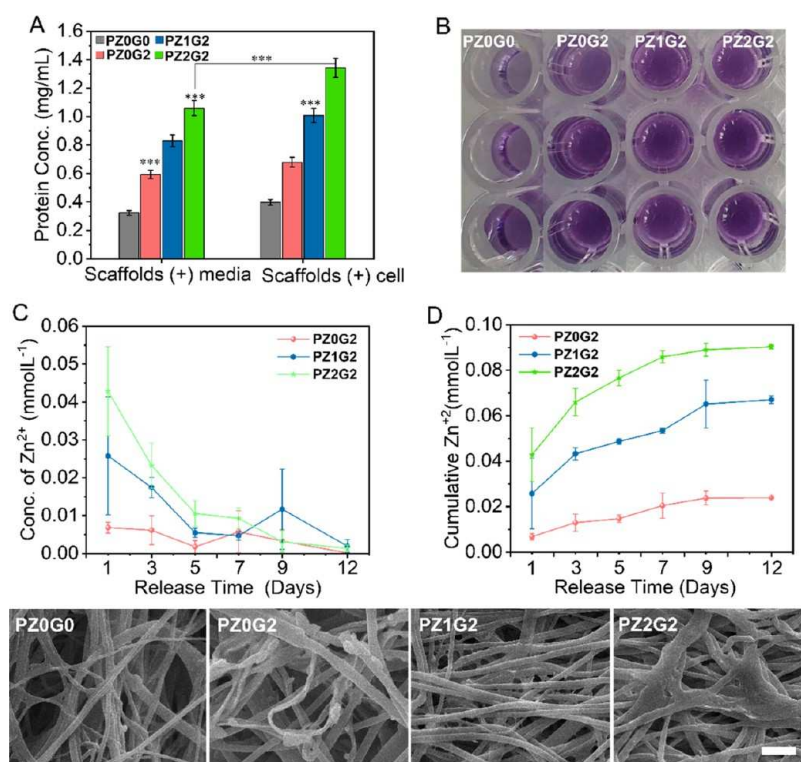 A
PZ0G0 PZ1G2
PZ0G2 PZ2G2
Protein Conc. (mg/mL)
1.6
1.4
1.2
1.0
0.8
0.6
0.4
0.2
0.0
***
***
***
***
Scaffolds (+) media Scaffolds (+) cell
B
PZ0G0 PZ0G2 PZ1G2 PZ2G2
C
Conc. of Zn²⁺ (mmolL⁻¹)
0.06
0.05
0.04
0.03
0.02
0.01
0.00
PZ0G2
PZ1G2
PZ2G2
1 3 5 7 9 12
Release Time (Days)
D
Cumulative Zn⁺²(mmolL⁻¹)
0.10
0.08
0.06
0.04
0.02
0.00
PZ0G2
PZ1G2
PZ2G2
1 3 5 7 9 12
Release Time (Days)
PZ0G0 PZ0G2 PZ1G2 PZ2G2